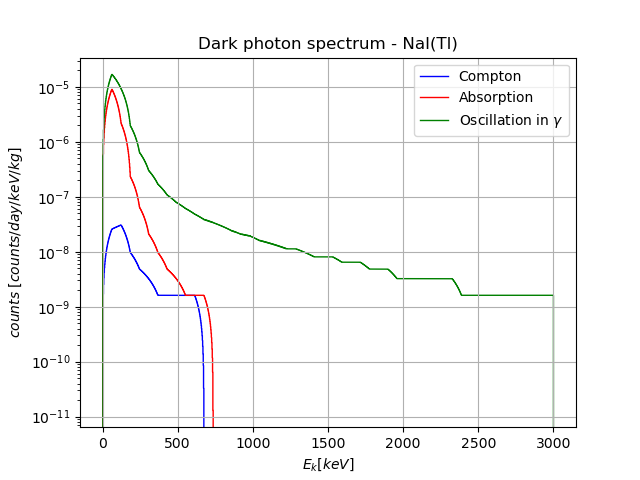 Dark photon spectrum - NaI(Tl)
Compton
Absorption
Oscillation in γ
counts [counts/day/keV/kg]
10⁻⁵
10⁻⁶
10⁻⁷
10⁻⁸
10⁻⁹
10⁻¹⁰
10⁻¹¹
0 500 1000 1500 2000 2500 3000
E_k[keV]